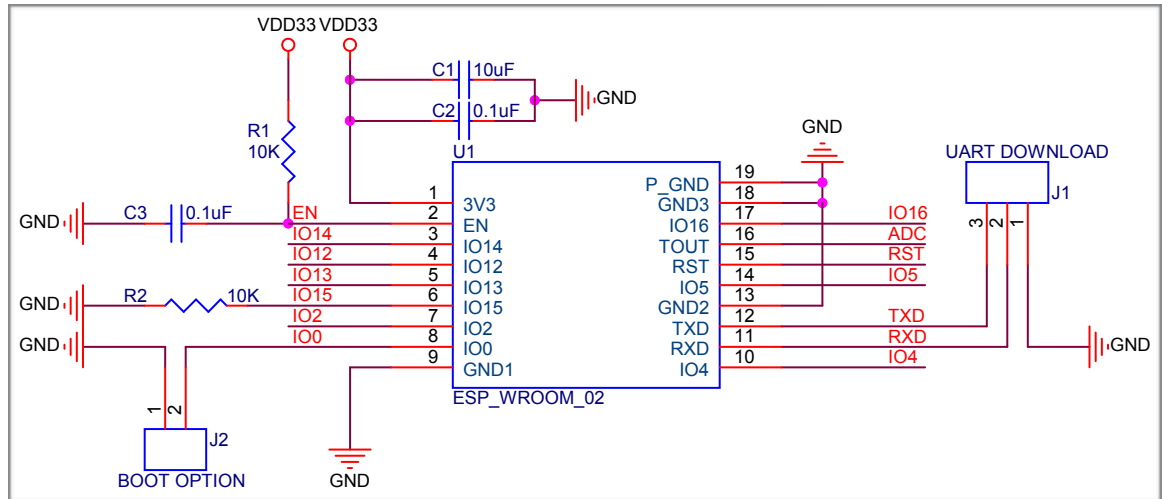 VDD33 VDD33
C1 10uF
GND
C2 0.1uF
R1
10K
U1
GND
UART DOWNLOAD
J1
GND C3 0.1uF EN
1 3V3
2 EN
IO14 3 IO14
IO12 4 IO12
IO13 5 IO13
GND R2 10K IO15 6 IO15
IO2 7 IO2
GND IO0 8 IO0
9 GND1
P_GND 19
GND3 18
IO16 17 IO16
TOUT 16 ADC
RST 15 RST
IO5 14 IO5
GND2 13
TXD 12 TXD
RXD 11 RXD
IO4 10 IO4
3 2 1
GND
ESP_WROOM_02
1 2
J2
BOOT OPTION
GND